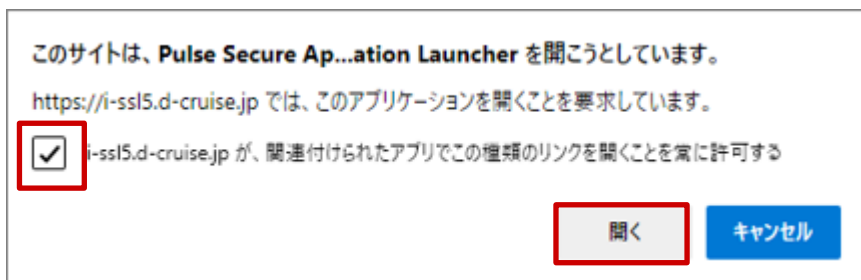 このサイトは、Pulse Secure Ap...ation Launcher を開こうとしています。
https://i-ssl5.d-cruise.jp では、このアプリケーションを開くことを要求しています。
i-ssl5.d-cruise.jp が、関連付けられたアプリでこの種類のリンクを開くことを常に許可する
開く キャンセル